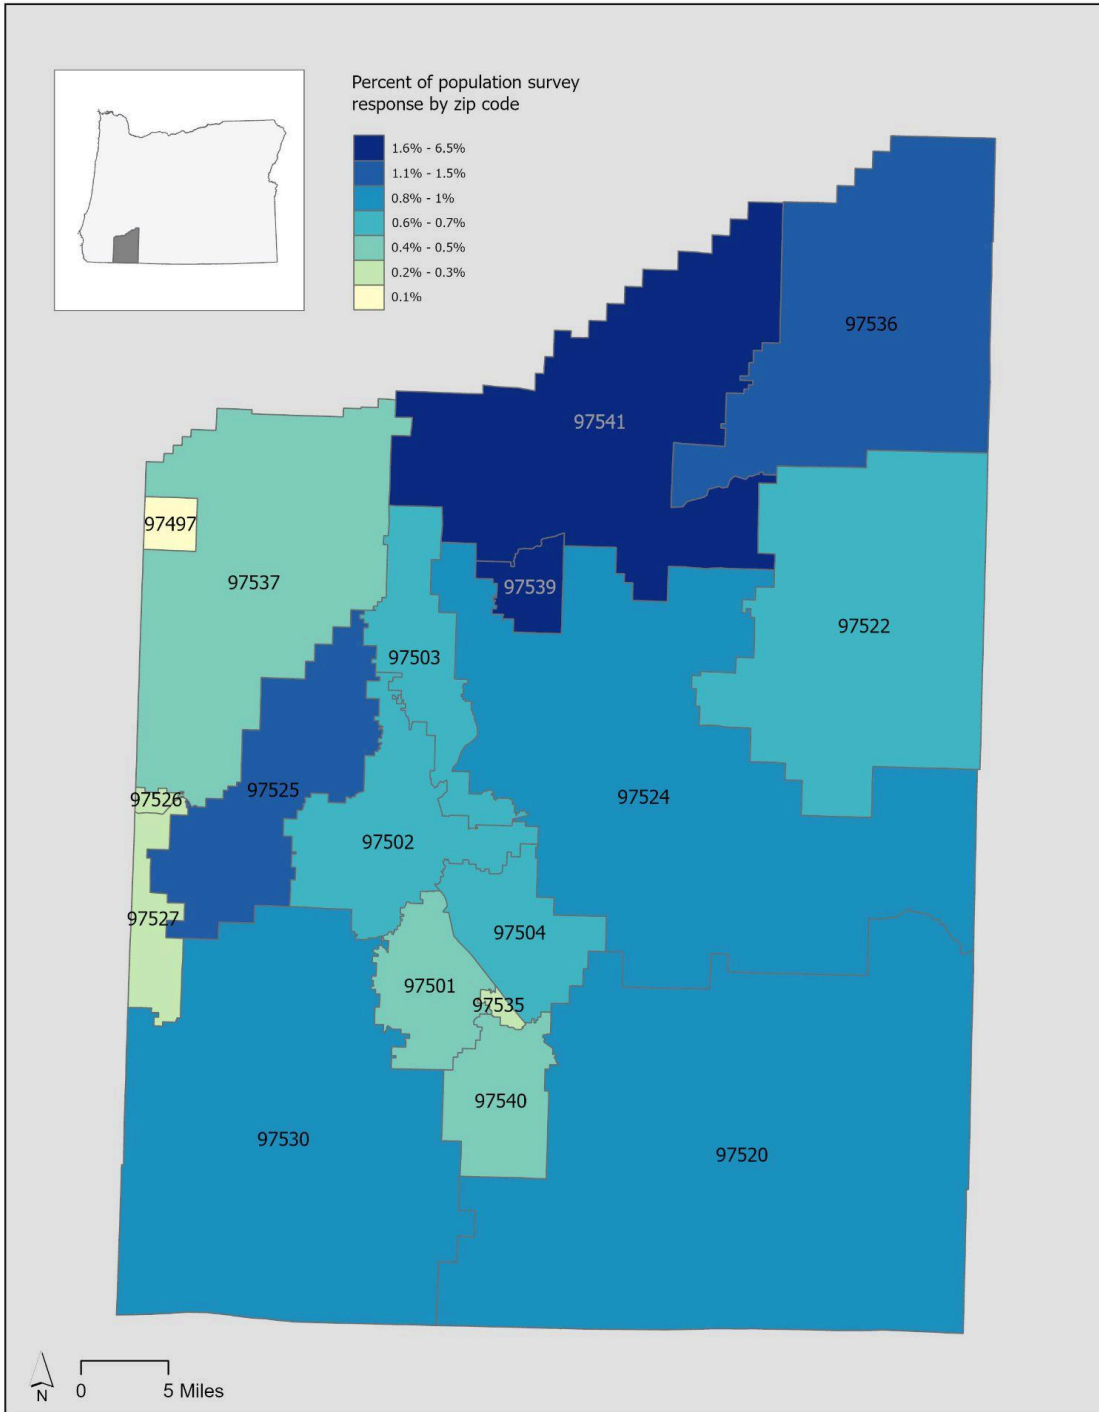 Percent of population survey
response by zip code
1.6% - 6.5%
1.1% - 1.5%
0.8% - 1%
0.6% - 0.7%
0.4% - 0.5%
0.2% - 0.3%
0.1%
97536
97541
97497
97537
97539
97522
97503
97525
97526
97524
97502
97527
97504
97501
97535
97540
97530
97520
N
0
5 Miles